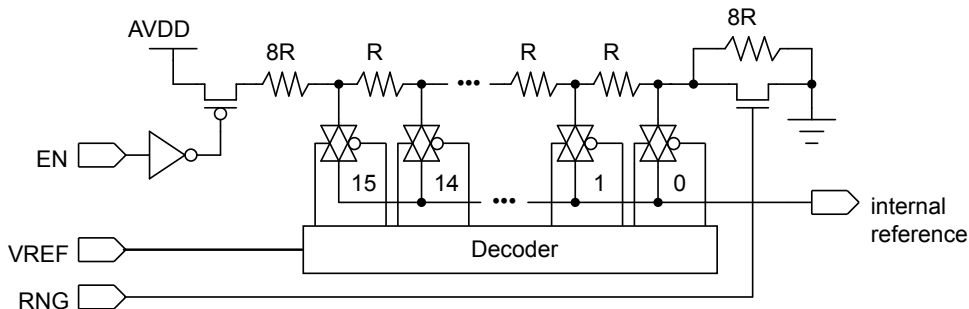 AVDD
8R
R
R
R
8R
EN
15
14
1
0
internal
reference
VREF
Decoder
RNG